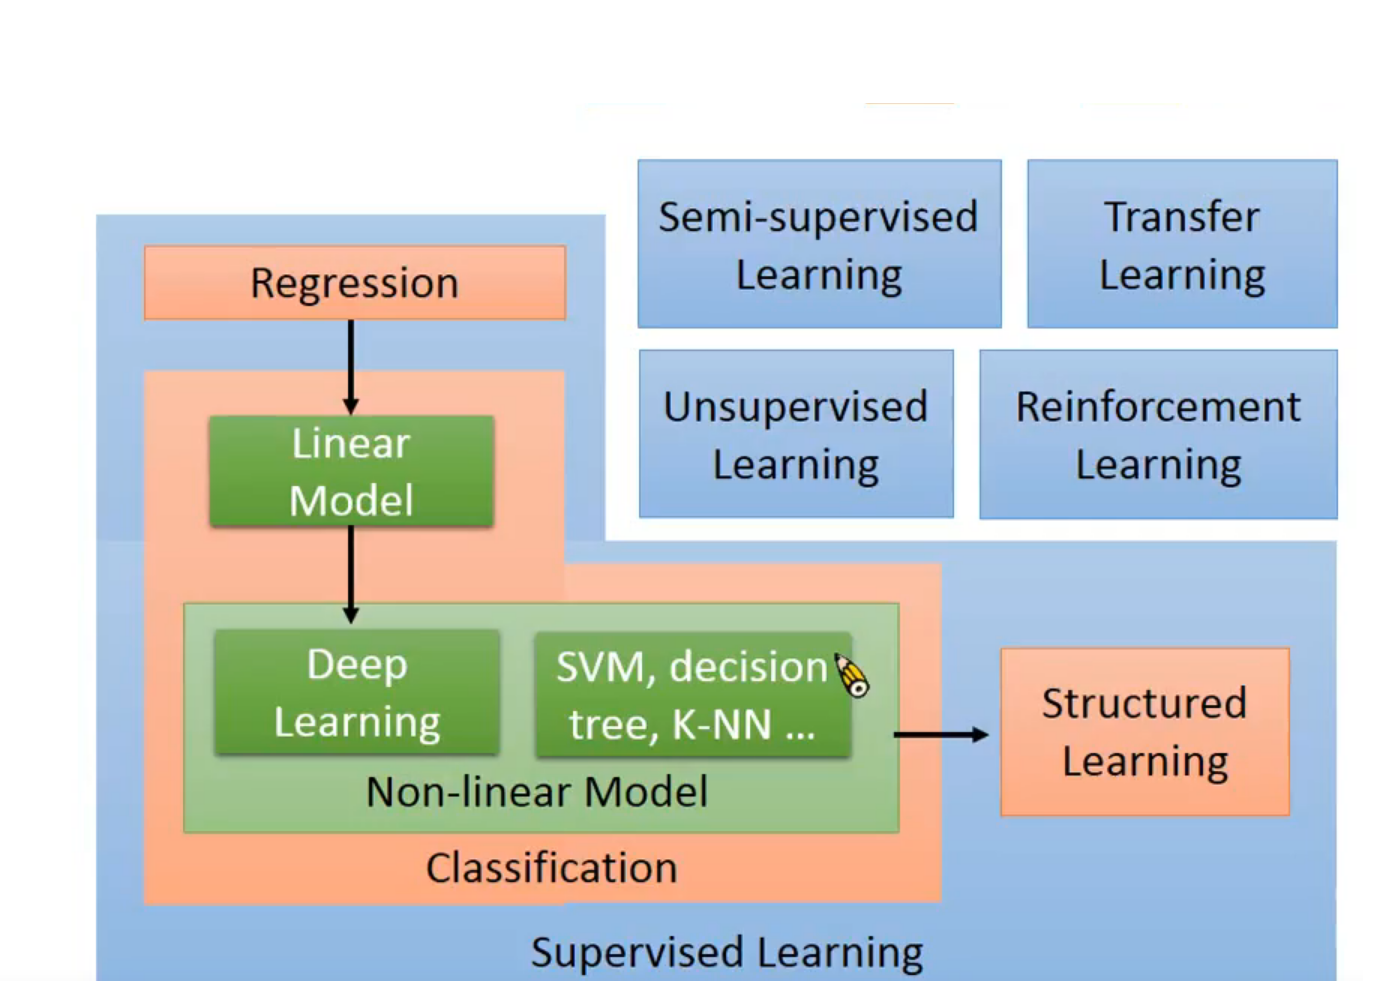 Semi-supervised
Learning
Transfer
Learning
Regression
Unsupervised
Learning
Reinforcement
Learning
Linear
Model
Deep
Learning
SVM, decision
tree, K-NN ...
Non-linear Model
Classification
Structured
Learning
Supervised Learning